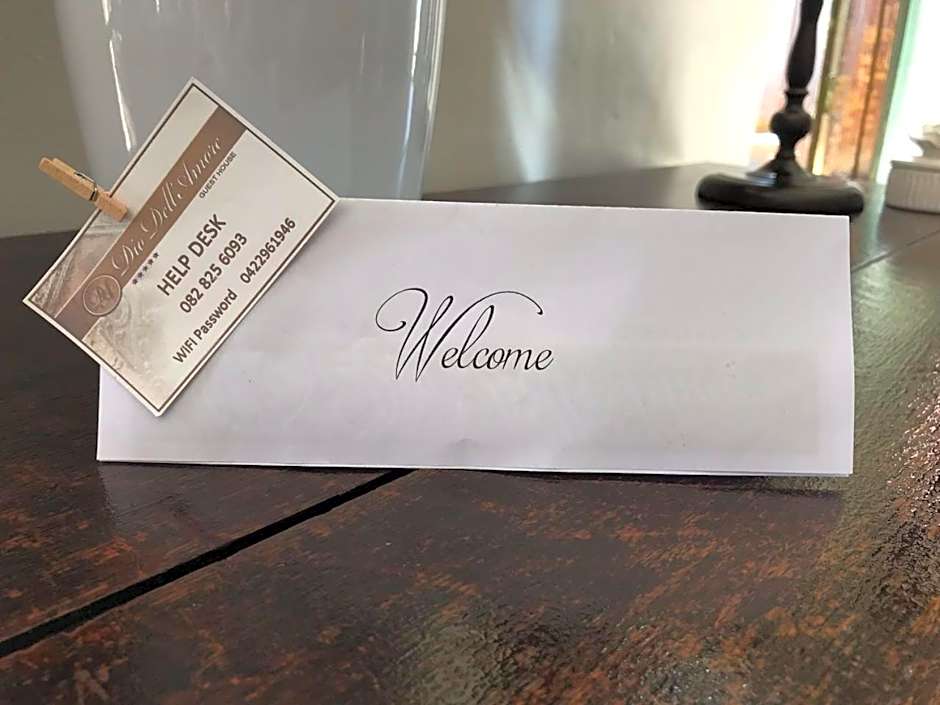 Dio Dell'Amore
GUEST HOUSE
★★★★★
HELP DESK
082 825 6093
WIFI Password 0422961946
Welcome